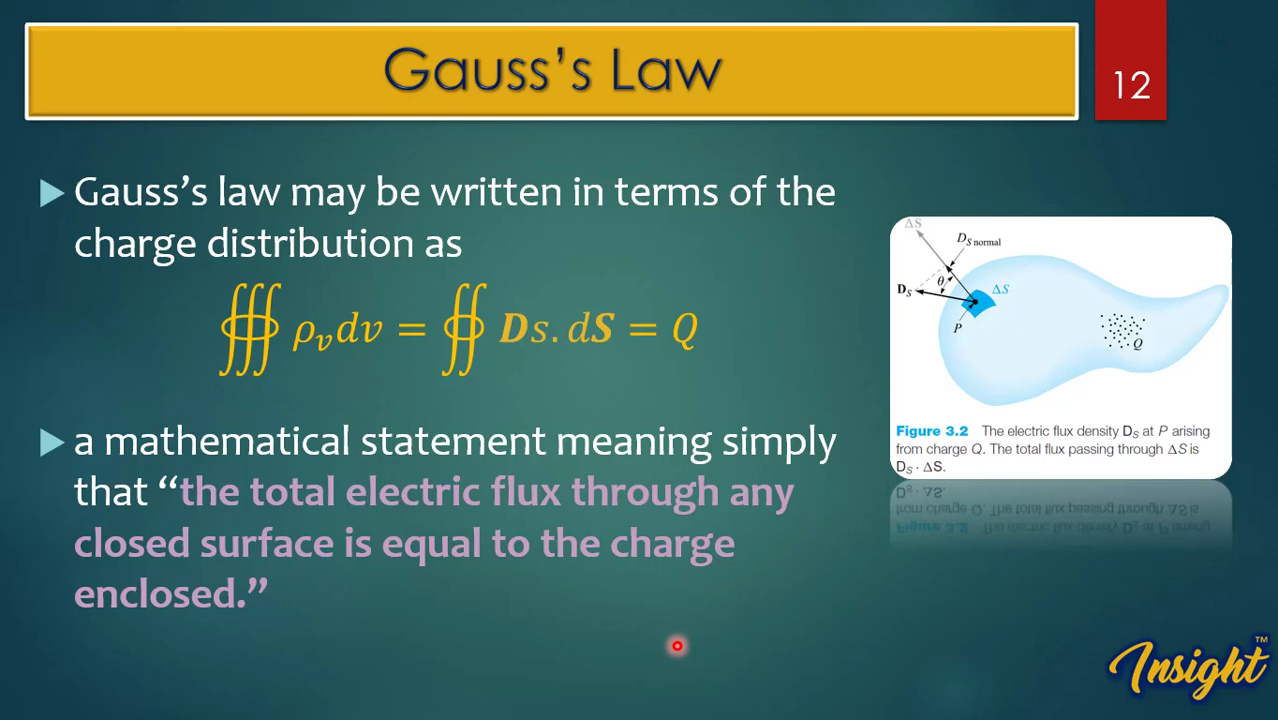 Gauss's Law
12
Gauss's law may be written in terms of the
charge distribution as
∰ ρᵥdv = ∯ Ds.dS = Q
a mathematical statement meaning simply
that “the total electric flux through any
closed surface is equal to the charge
enclosed.”
ΔS
D_S normal
θ
D_S
ΔS
P
Q
Figure 3.2 The electric flux density D_S at P arising
from charge Q. The total flux passing through ΔS is
D_S · ΔS.
Insight™